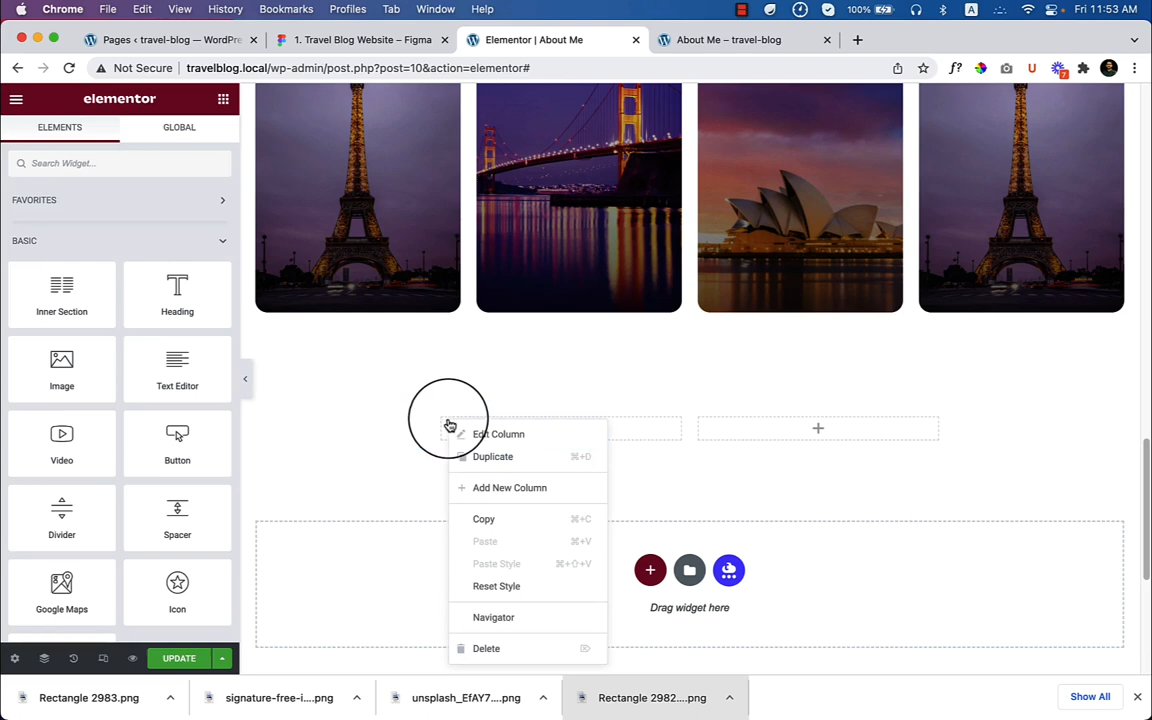 Chrome File Edit View History Bookmarks Profiles Tab Window Help 100% A Fri 11:53 AM
Pages ‹ travel-blog — WordPre
1. Travel Blog Website – Figma
Elementor | About Me
About Me – travel-blog
Not Secure travelblog.local/wp-admin/post.php?post=10&action=elementor#
f?
U
7
elementor
ELEMENTS GLOBAL
Search Widget...
FAVORITES
BASIC
Inner Section Heading
Image Text Editor
Video Button
Divider Spacer
Google Maps Icon
UPDATE
Edit Column
Duplicate ⌘+D
Add New Column
Copy ⌘+C
Paste ⌘+V
Paste Style ⌘+⇧+V
Reset Style
Navigator
Delete ⌦
Drag widget here
Rectangle 2983.png
signature-free-i....png
unsplash_EfAY7....png
Rectangle 2982....png
Show All